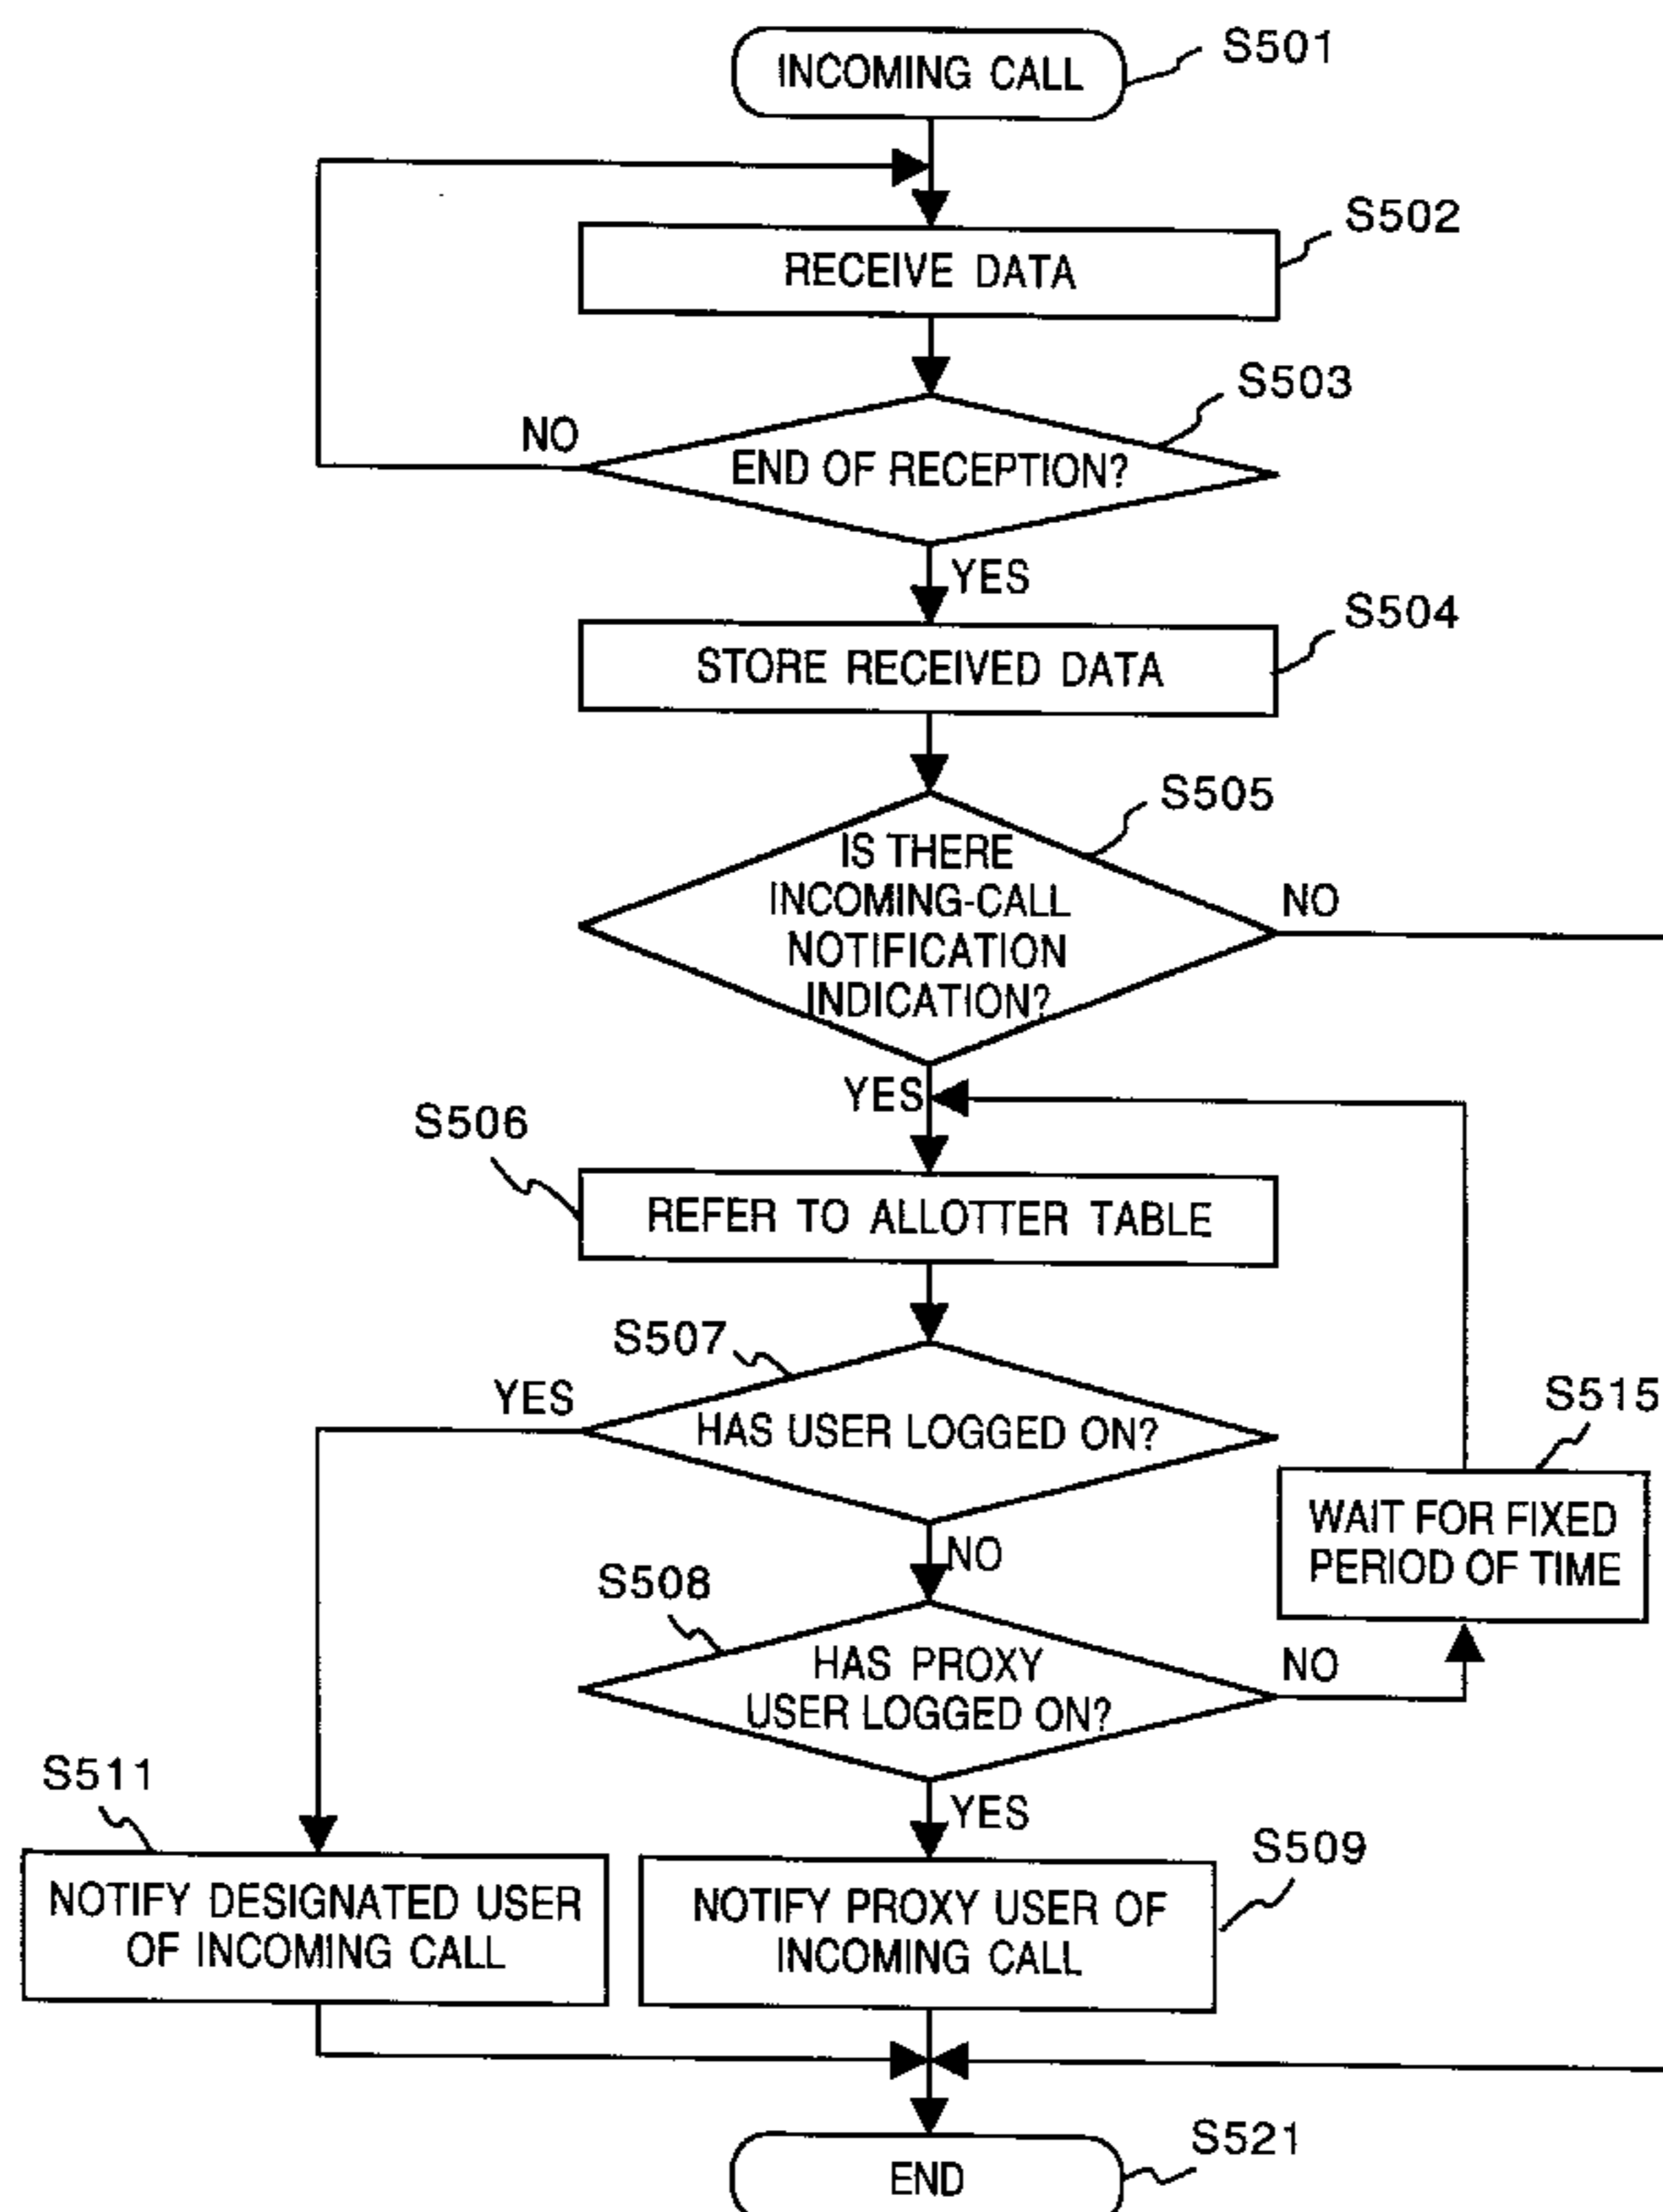 INCOMING CALL
S501
S502
RECEIVE DATA
S503
NO
END OF RECEPTION?
YES
S504
STORE RECEIVED DATA
S505
IS THERE
INCOMING-CALL
NOTIFICATION
INDICATION?
NO
YES
S506
REFER TO ALLOTTER TABLE
S507
YES
HAS USER LOGGED ON?
S515
WAIT FOR FIXED
PERIOD OF TIME
NO
S508
HAS PROXY
USER LOGGED ON?
NO
S511
YES
S509
NOTIFY DESIGNATED USER
OF INCOMING CALL
NOTIFY PROXY USER OF
INCOMING CALL
S521
END